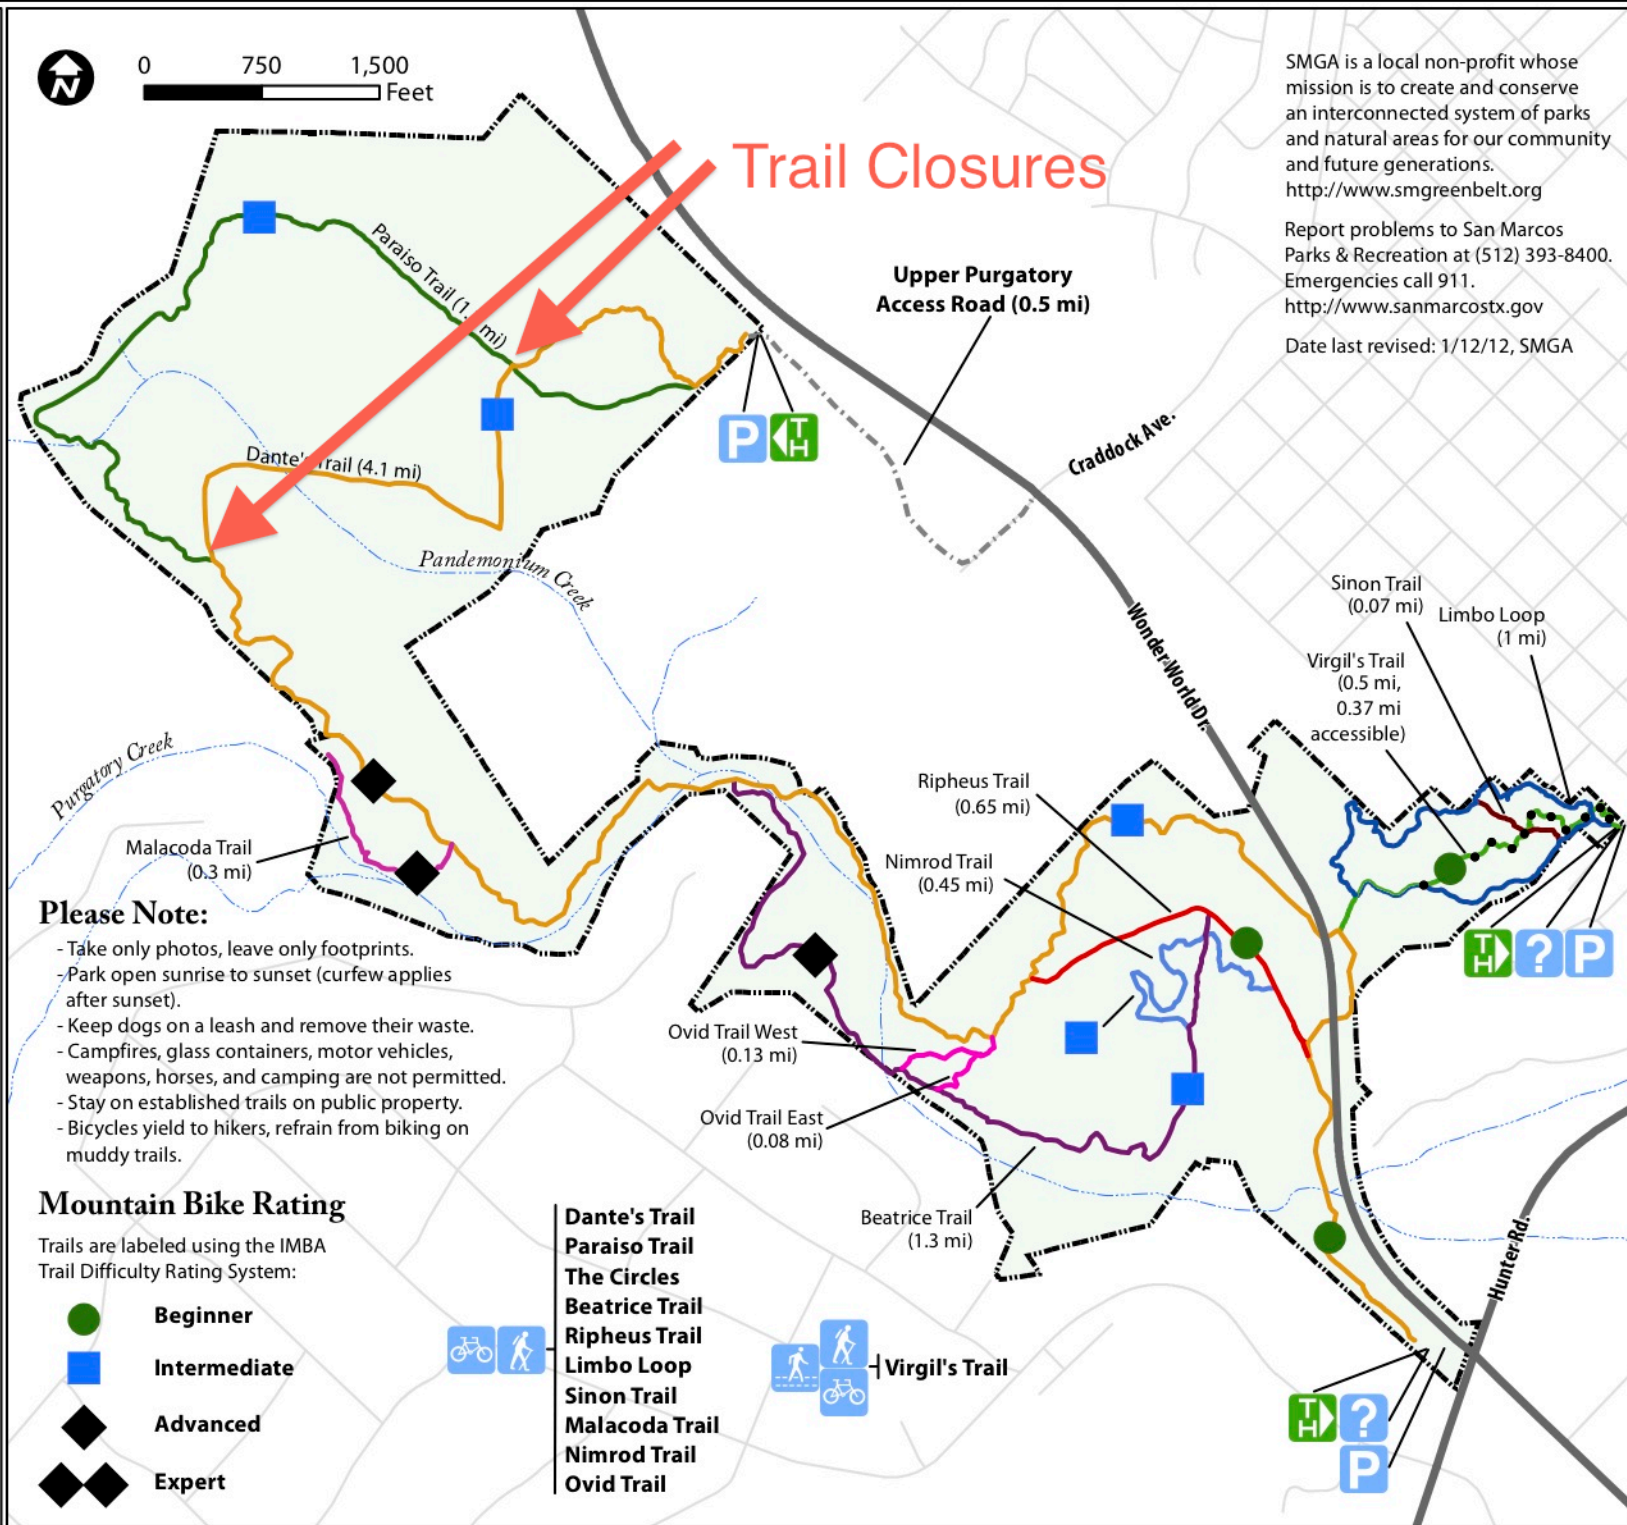 0 750 1,500
Feet
N
Trail Closures
SMGA is a local non-profit whose
mission is to create and conserve
an interconnected system of parks
and natural areas for our community
and future generations.
http://www.smgreenbelt.org
Report problems to San Marcos
Parks & Recreation at (512) 393-8400.
Emergencies call 911.
http://www.sanmarcostx.gov
Date last revised: 1/12/12, SMGA
Upper Purgatory
Access Road (0.5 mi)
Paraiso Trail (1. mi)
P
TH
Craddock Ave.
Dante's Trail (4.1 mi)
Pandemonium Creek
Wonder World Dr.
Sinon Trail
(0.07 mi)
Limbo Loop
(1 mi)
Virgil's Trail
(0.5 mi,
0.37 mi
accessible)
Purgatory Creek
Ripheus Trail
(0.65 mi)
Malacoda Trail
(0.3 mi)
Nimrod Trail
(0.45 mi)
TH ? P
Ovid Trail West
(0.13 mi)
Ovid Trail East
(0.08 mi)
Beatrice Trail
(1.3 mi)
Hunter Rd.
TH ?
P
Please Note:
- Take only photos, leave only footprints.
- Park open sunrise to sunset (curfew applies
after sunset).
- Keep dogs on a leash and remove their waste.
- Campfires, glass containers, motor vehicles,
weapons, horses, and camping are not permitted.
- Stay on established trails on public property.
- Bicycles yield to hikers, refrain from biking on
muddy trails.
Mountain Bike Rating
Trails are labeled using the IMBA
Trail Difficulty Rating System:
Beginner
Intermediate
Advanced
Expert
Dante's Trail
Paraiso Trail
The Circles
Beatrice Trail
Ripheus Trail
Limbo Loop
Sinon Trail
Malacoda Trail
Nimrod Trail
Ovid Trail
Virgil's Trail